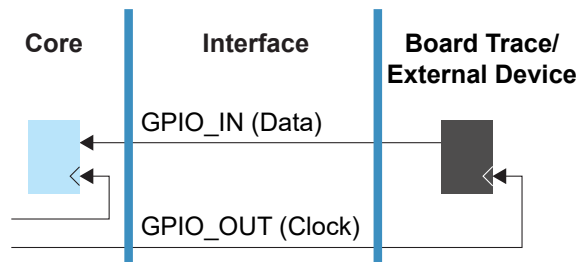 Core
Interface
Board Trace/
External Device
GPIO_IN (Data)
GPIO_OUT (Clock)